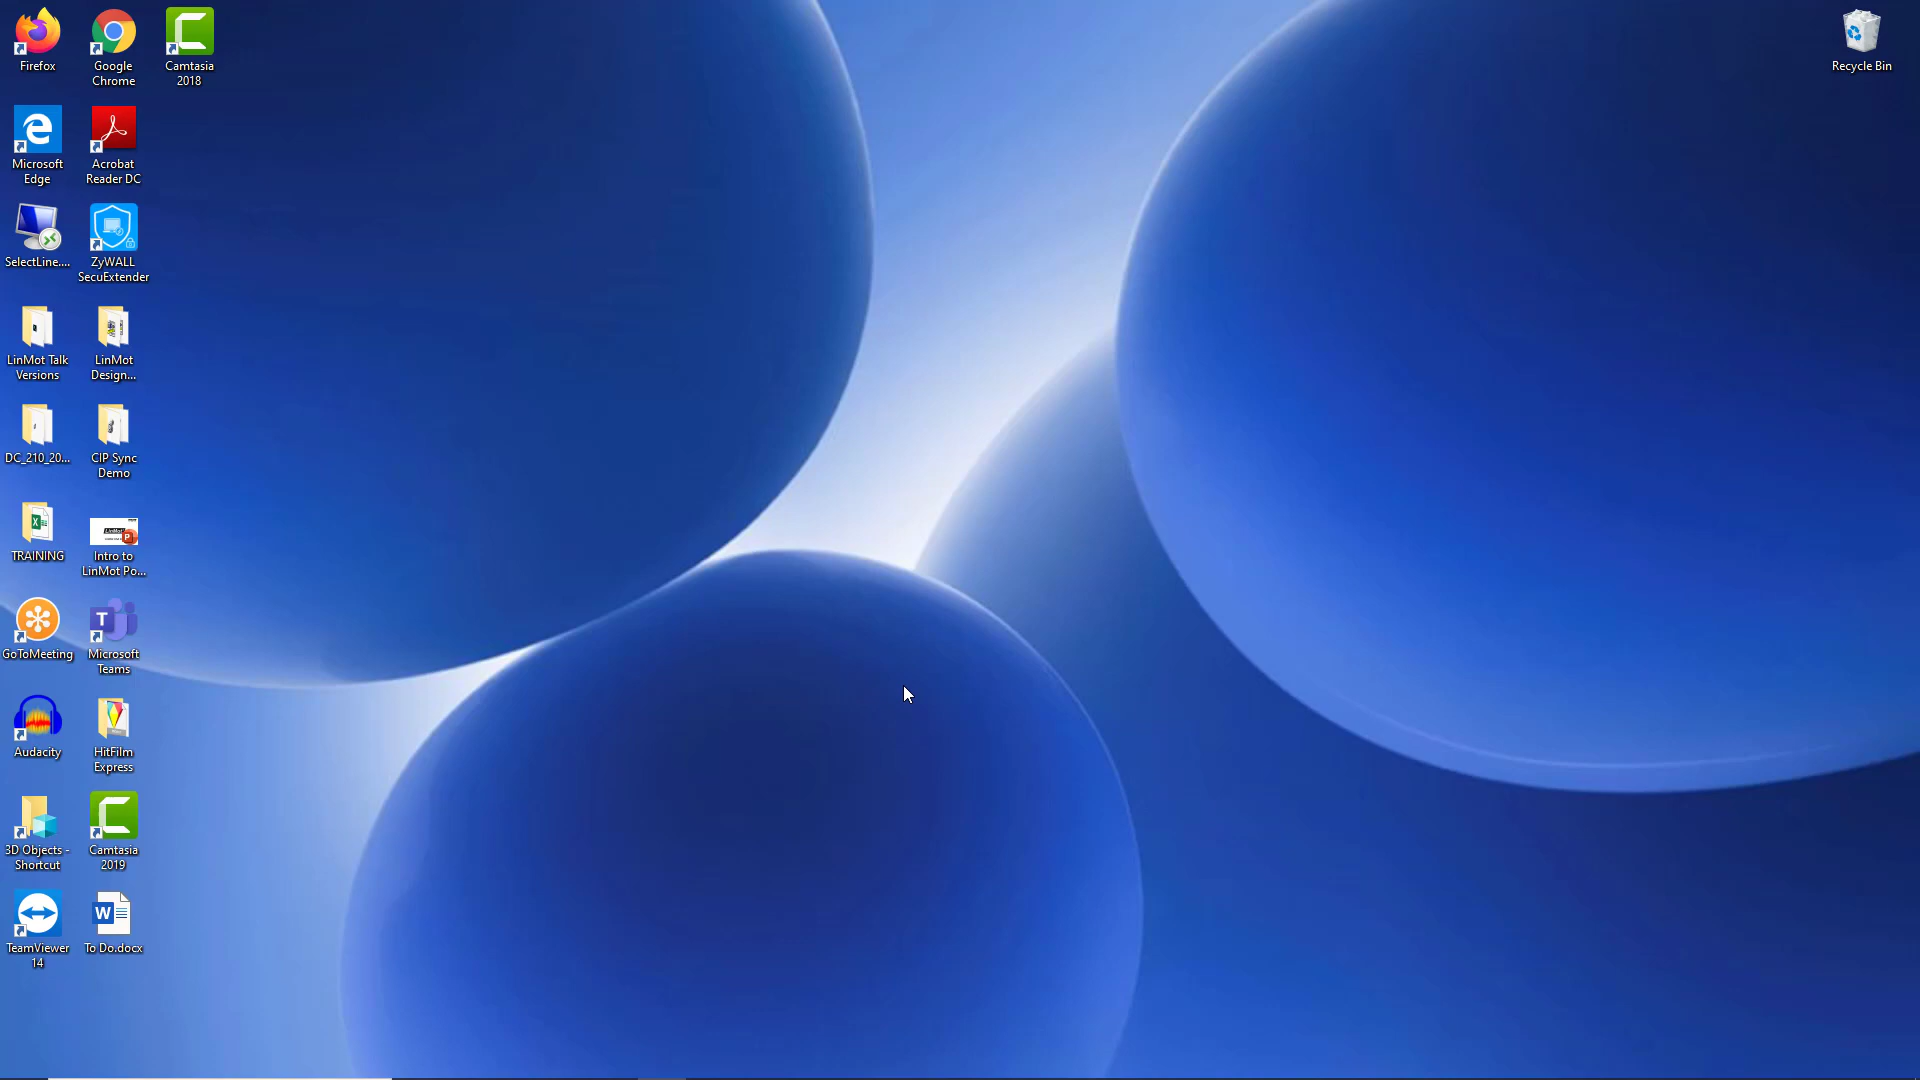 Firefox
Google
Chrome
Camtasia
2018
Recycle Bin
Microsoft
Edge
Acrobat
Reader DC
SelectLine....
ZyWALL
SecuExtender
LinMot Talk
Versions
LinMot
Design...
DC_210_20...
CIP Sync
Demo
TRAINING
Intro to
LinMot Po...
GoToMeeting
Microsoft
Teams
Audacity
HitFilm
Express
3D Objects -
Shortcut
Camtasia
2019
TeamViewer
14
To Do.docx